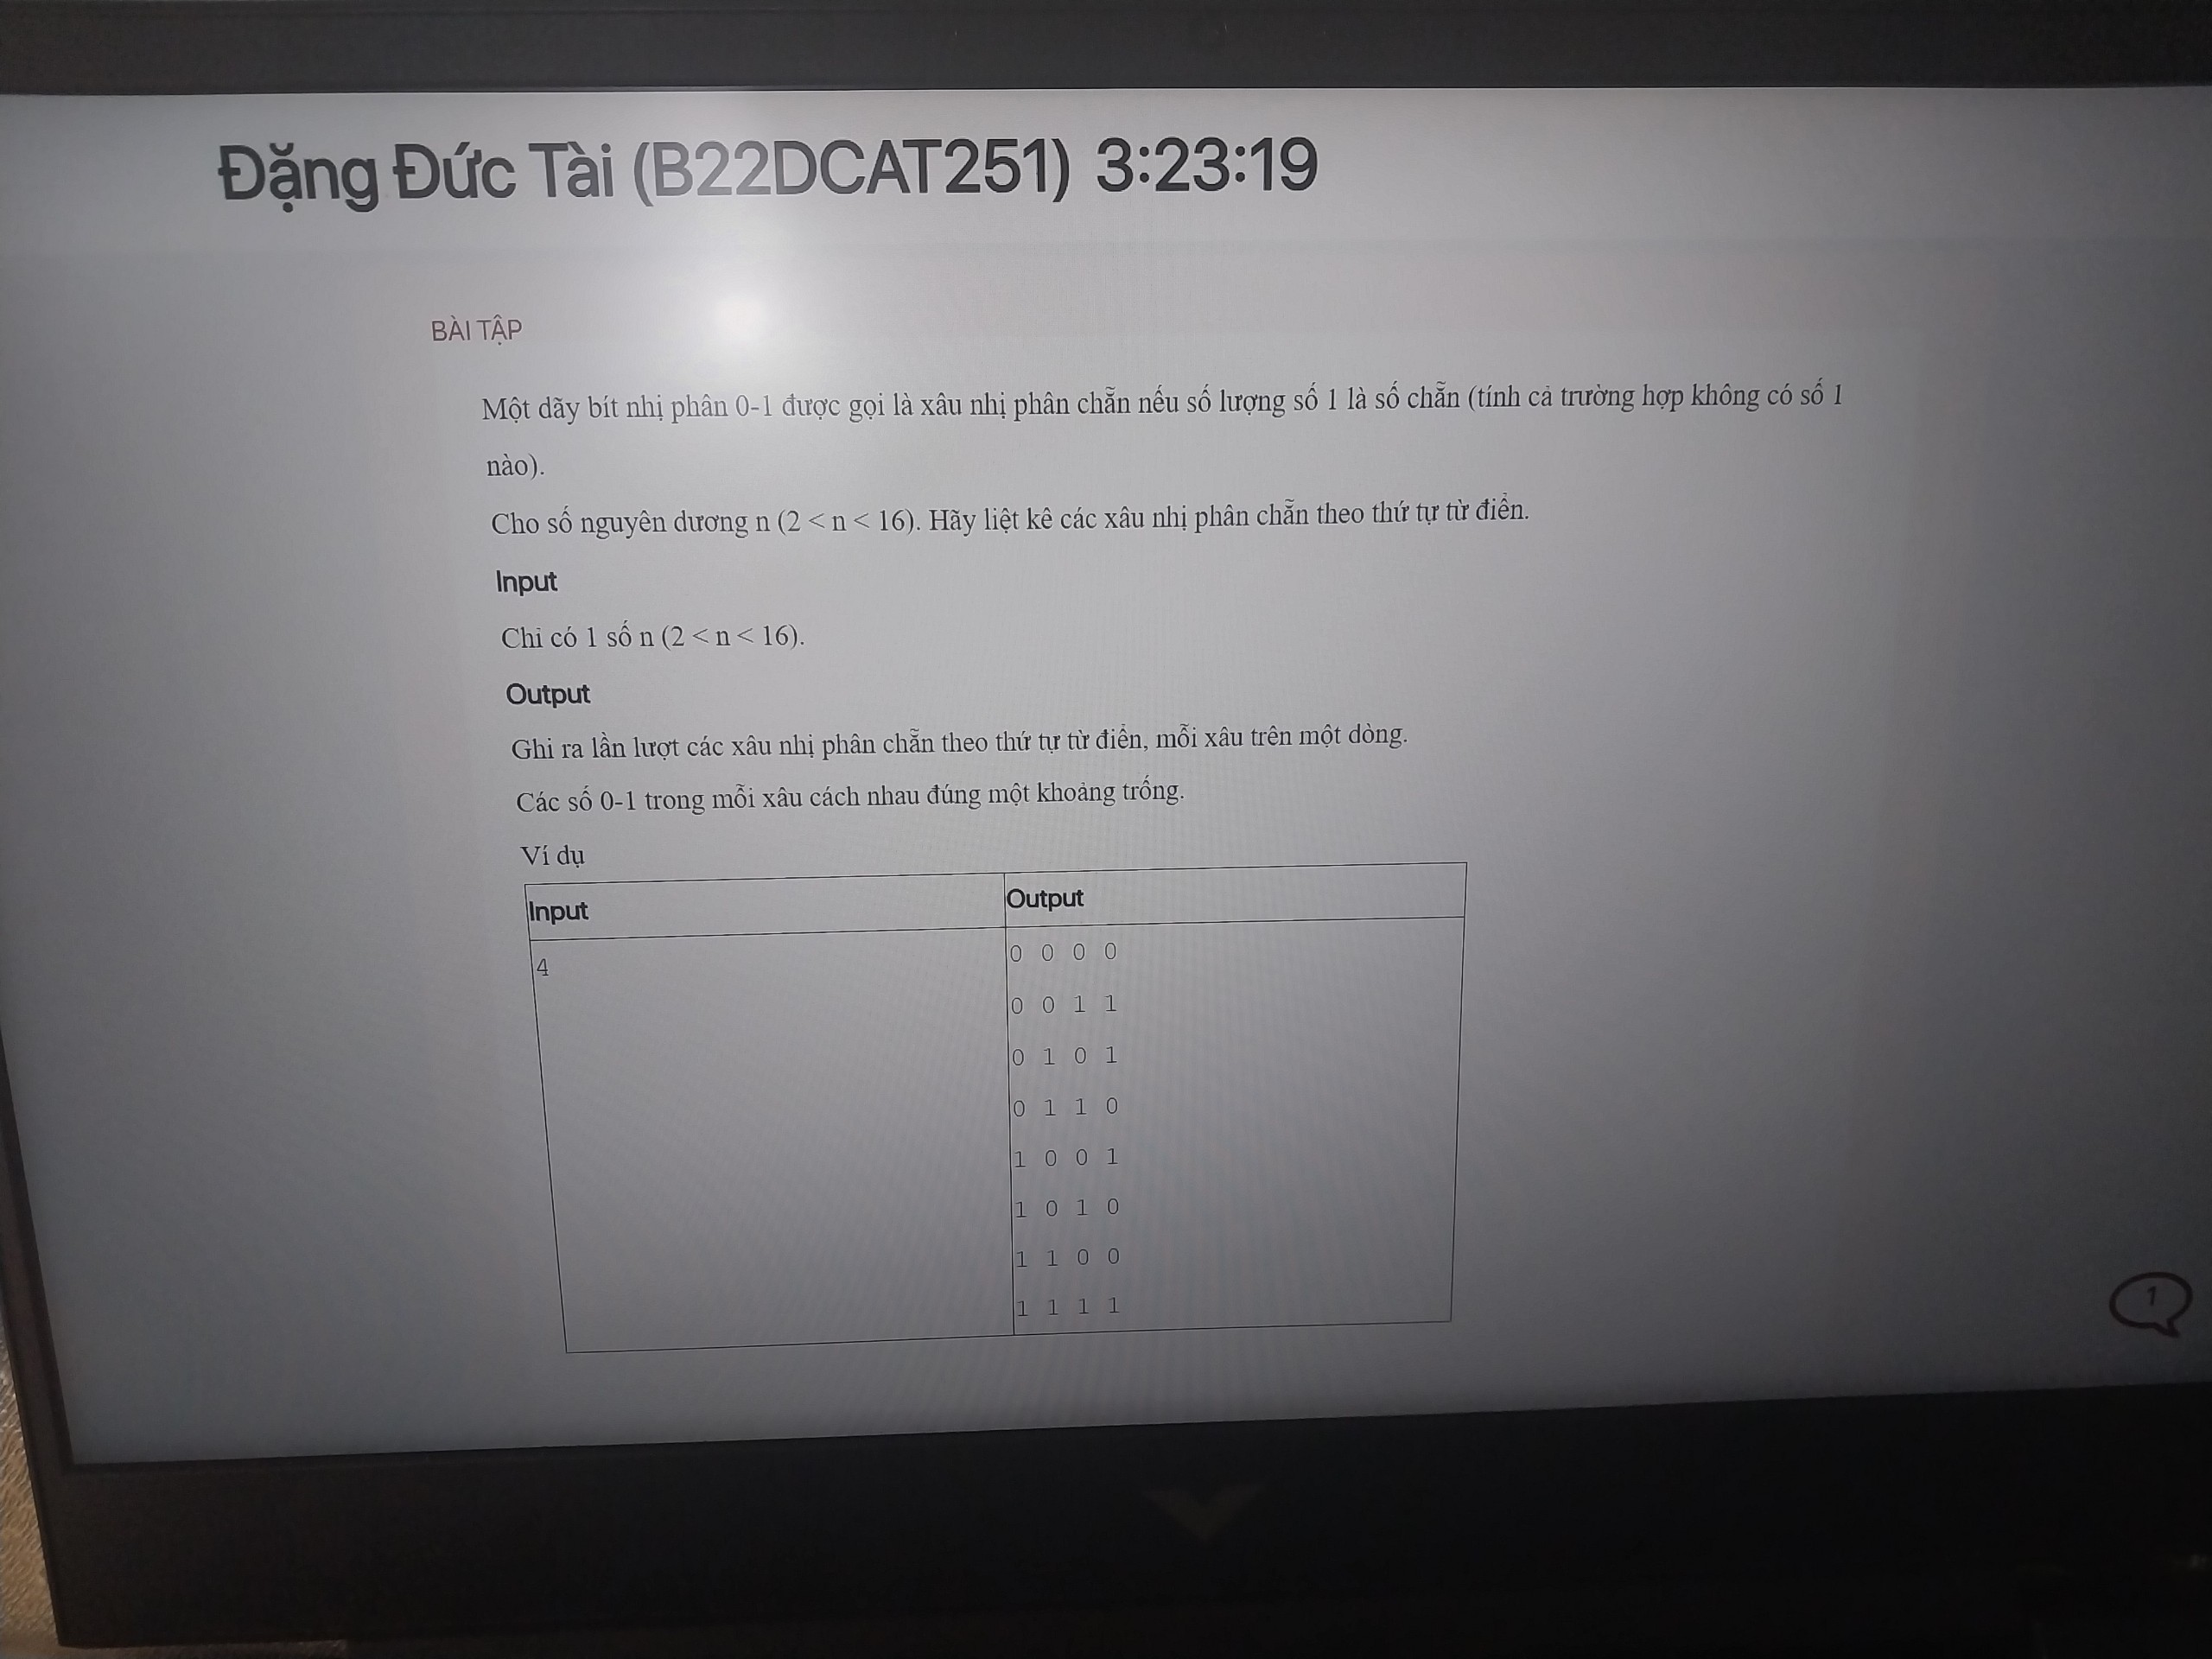 Đặng Đức Tài (B22DCAT251) 3:23:19
BÀI TẬP
Một dãy bít nhị phân 0-1 được gọi là xâu nhị phân chẵn nếu số lượng số 1 là số chẵn (tính cả trường hợp không có số 1
nào).
Cho số nguyên dương n (2 < n < 16). Hãy liệt kê các xâu nhị phân chẵn theo thứ tự từ điển.
Input
Chỉ có 1 số n (2 < n < 16).
Output
Ghi ra lần lượt các xâu nhị phân chẵn theo thứ tự từ điển, mỗi xâu trên một dòng.
Các số 0-1 trong mỗi xâu cách nhau đúng một khoảng trống.
Ví dụ
Input Output
4
0 0 0 0
0 0 1 1
0 1 0 1
0 1 1 0
1 0 0 1
1 0 1 0
1 1 0 0
1 1 1 1
1